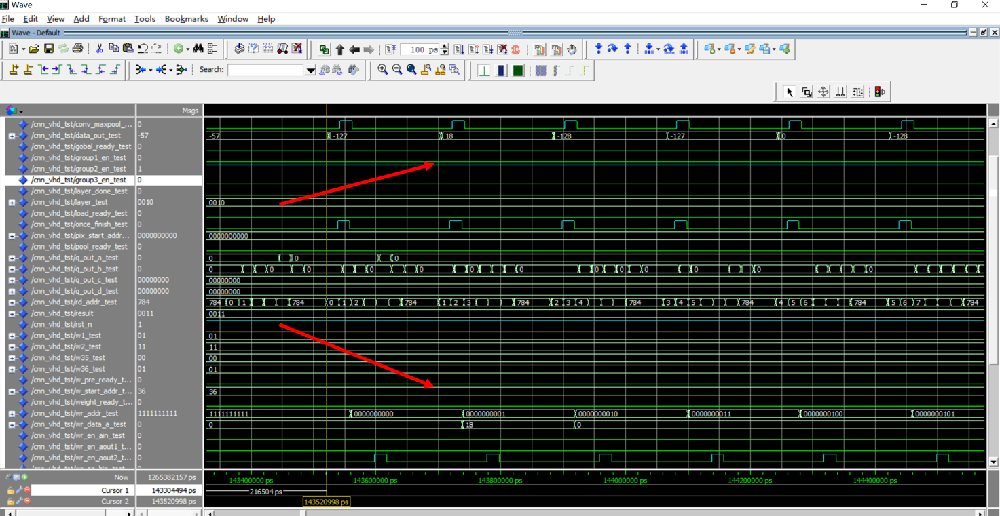 Wave
File Edit View Add Format Tools Bookmarks Window Help
Wave - Default
100 ps
Search:
Msgs
/cnn_vhd_tst/conv_maxpool_... 0
/cnn_vhd_tst/data_out_test -57 -57 -127 18 -128 -127 0 -128
/cnn_vhd_tst/gobal_ready_test 0
/cnn_vhd_tst/group1_en_test 0
/cnn_vhd_tst/group2_en_test 1
/cnn_vhd_tst/group3_en_test 0
/cnn_vhd_tst/layer_done_test 0
/cnn_vhd_tst/layer_test 0010 0010
/cnn_vhd_tst/load_ready_test 0
/cnn_vhd_tst/once_finish_test 0
/cnn_vhd_tst/pix_start_addr... 0000000000 0000000000
/cnn_vhd_tst/pool_ready_test 0
/cnn_vhd_tst/q_out_a_test 0 0 0 0
/cnn_vhd_tst/q_out_b_test 0 0 0 0 0 0 0 0 0 0 0 0 0 0
/cnn_vhd_tst/q_out_c_test 00000000 00000000
/cnn_vhd_tst/q_out_d_test 00000000 00000000
/cnn_vhd_tst/rd_addr_test 784 784 0 1 784 0 1 2 784 1 2 3 784 2 3 4 784 3 4 5 784 4 5 6 784 5 6 7 784
/cnn_vhd_tst/result 0011 0011
/cnn_vhd_tst/rst_n 1
/cnn_vhd_tst/w1_test 01 01
/cnn_vhd_tst/w2_test 11 11
/cnn_vhd_tst/w35_test 00 00
/cnn_vhd_tst/w36_test 01 01
/cnn_vhd_tst/w_pre_ready_t... 0
/cnn_vhd_tst/w_start_addr_t... 36 36
/cnn_vhd_tst/weight_ready_t... 0
/cnn_vhd_tst/wr_addr_test 1111111111 1111111111 0000000000 0000000001 0000000010 0000000011 0000000100 0000000101
/cnn_vhd_tst/wr_data_a_test 0 0 18 0
/cnn_vhd_tst/wr_en_ain_test 0
/cnn_vhd_tst/wr_en_aout1_t... 0
/cnn_vhd_tst/wr_en_aout2_t... 0
Now 1265382157 ps 143400000 ps 143600000 ps 143800000 ps 144000000 ps 144200000 ps 144400000 ps
Cursor 1 143304494 ps 216504 ps
Cursor 2 143520998 ps 143520998 ps